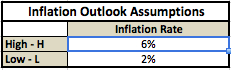 Inflation Outlook Assumptions
Inflation Rate
High - H 6%
Low - L 2%